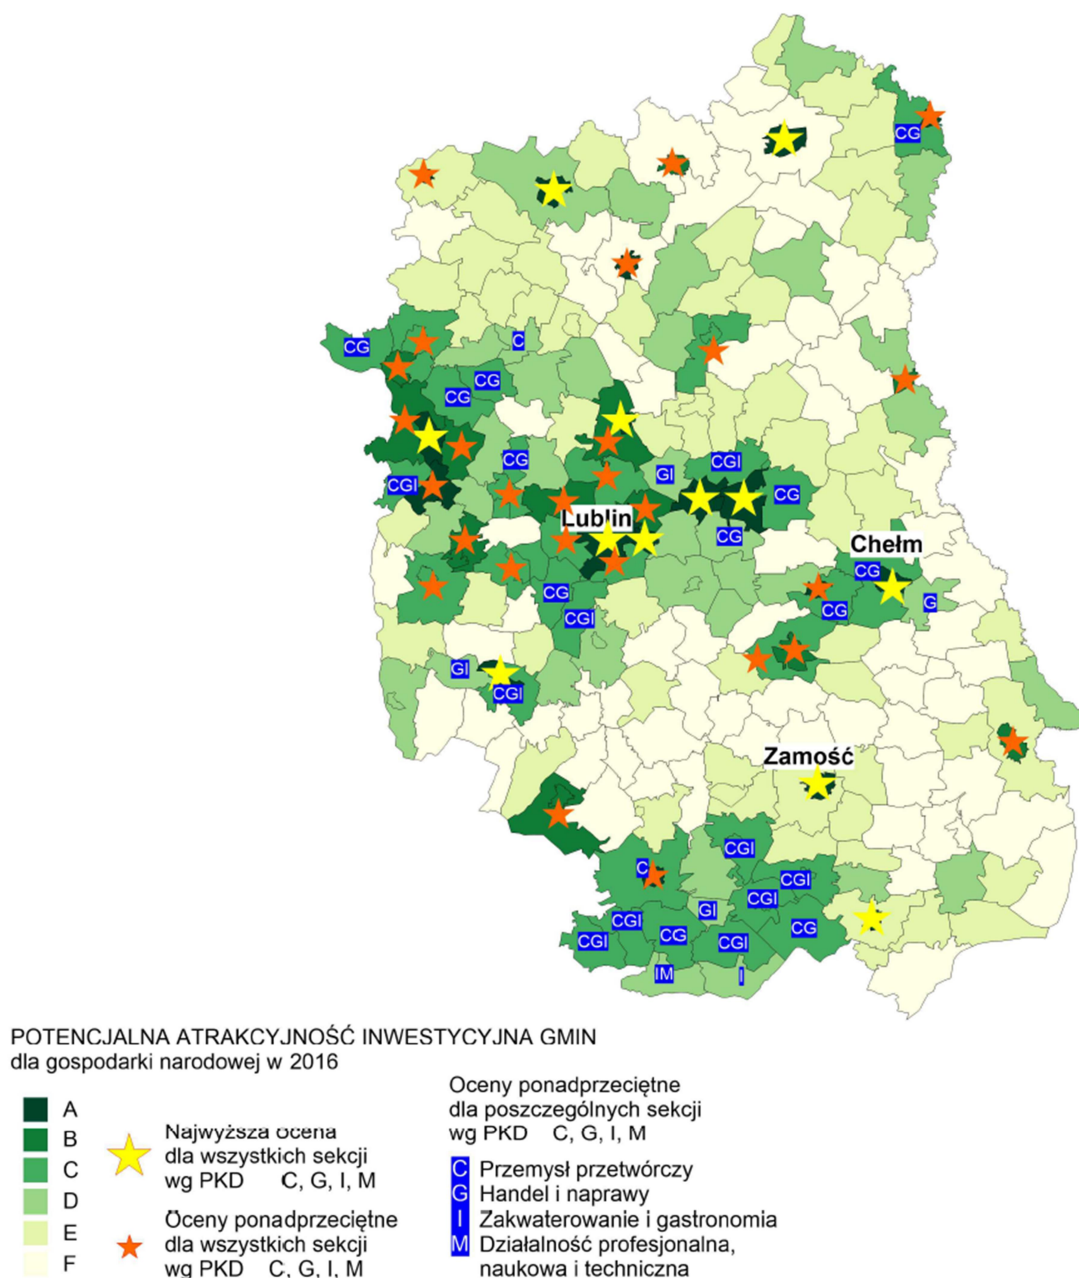 CG
CG
C
CG
CG
CG
CGI
GI
CGI
CG
Lublin
CG
Chełm
CG
CG
G
CG
CGI
GI
CGI
Zamość
CGI
C
CGI
CGI
GI
CGI
CG
CGI
CG
CGI
IM
I
POTENCJALNA ATRAKCYJNOŚĆ INWESTYCYJNA GMIN
dla gospodarki narodowej w 2016
A
B
C
D
E
F
Najwyższa ocena
dla wszystkich sekcji
wg PKD C, G, I, M
Oceny ponadprzeciętne
dla wszystkich sekcji
wg PKD C, G, I, M
Oceny ponadprzeciętne
dla poszczególnych sekcji
wg PKD C, G, I, M
C Przemysł przetwórczy
G Handel i naprawy
I Zakwaterowanie i gastronomia
M Działalność profesjonalna,
naukowa i techniczna